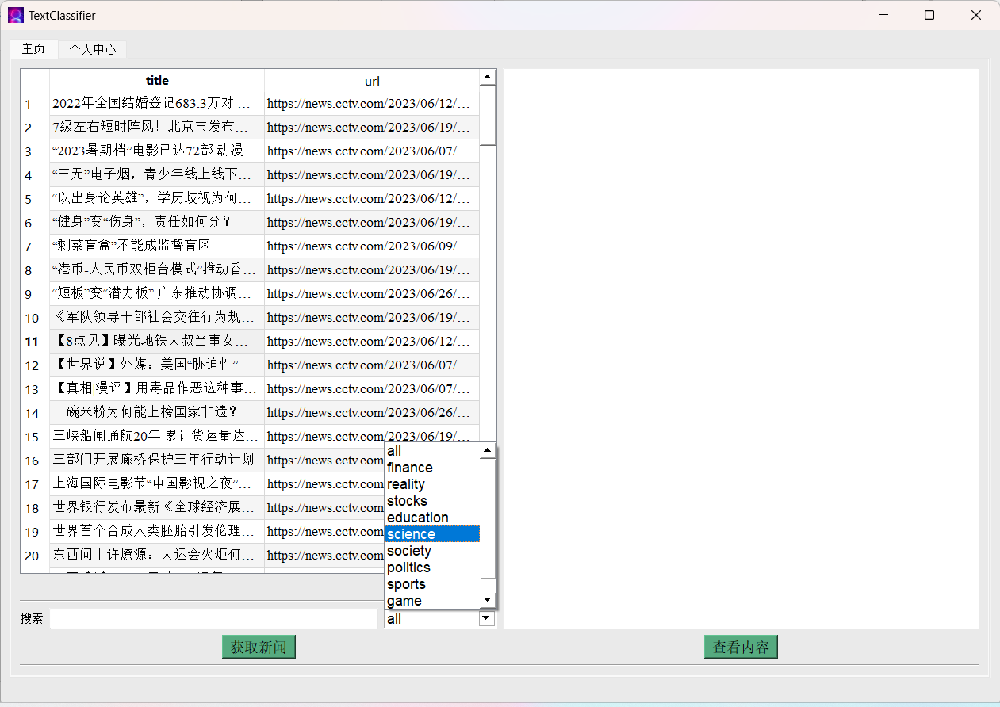 TextClassifier
主页 个人中心
title url
1 2022年全国结婚登记683.3万对 … https://news.cctv.com/2023/06/12/…
2 7级左右短时阵风！北京市发布… https://news.cctv.com/2023/06/19/…
3 “2023暑期档”电影已达72部 动漫… https://news.cctv.com/2023/06/07/…
4 “三无”电子烟，青少年线上线下… https://news.cctv.com/2023/06/19/…
5 “以出身论英雄”，学历歧视为何… https://news.cctv.com/2023/06/12/…
6 “健身”变“伤身”，责任如何分？ https://news.cctv.com/2023/06/19/…
7 “剩菜盲盒”不能成监督盲区 https://news.cctv.com/2023/06/09/…
8 “港币-人民币双柜台模式”推动香… https://news.cctv.com/2023/06/19/…
9 “短板”变“潜力板” 广东推动协调… https://news.cctv.com/2023/06/26/…
10 《军队领导干部社会交往行为规… https://news.cctv.com/2023/06/19/…
11 【8点见】曝光地铁大叔当事女… https://news.cctv.com/2023/06/12/…
12 【世界说】外媒：美国“胁迫性”… https://news.cctv.com/2023/06/07/…
13 【真相|漫评】用毒品作恶这种事… https://news.cctv.com/2023/06/07/…
14 一碗米粉为何能上榜国家非遗？ https://news.cctv.com/2023/06/26/…
15 三峡船闸通航20年 累计货运量达… https://news.cctv.com/2023/06/19/…
16 三部门开展廊桥保护三年行动计划 https://news.cctv.com
17 上海国际电影节“中国影视之夜”… https://news.cctv.com
18 世界银行发布最新《全球经济展… https://news.cctv.com
19 世界首个合成人类胚胎引发伦理… https://news.cctv.com
20 东西问丨许燎源：大运会火炬何… https://news.cctv.com
all
finance
reality
stocks
education
science
society
politics
sports
game
搜索 all
获取新闻 查看内容